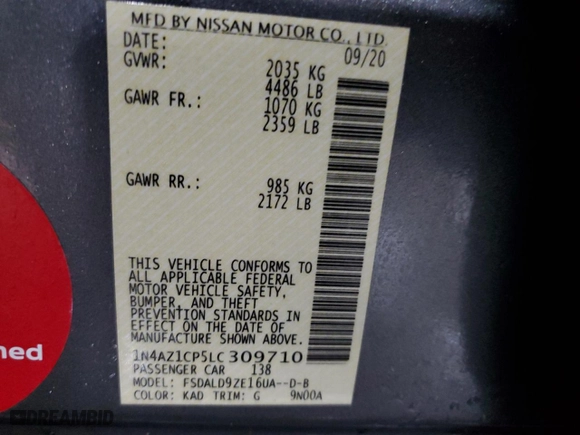 MFD BY NISSAN MOTOR CO., LTD.
DATE: 09/20
GVWR: 2035 KG
4486 LB
GAWR FR.: 1070 KG
2359 LB
GAWR RR.: 985 KG
2172 LB
THIS VEHICLE CONFORMS TO
ALL APPLICABLE FEDERAL
MOTOR VEHICLE SAFETY,
BUMPER, AND THEFT
PREVENTION STANDARDS IN
EFFECT ON THE DATE OF
MANUFACTURE SHOWN ABOVE.
1N4AZ1CP5LC309710
PASSENGER CAR 138
MODEL: FSDALD9ZE16UA--D-B
COLOR: KAD TRIM: G 9N00A
ned
DREAMBID